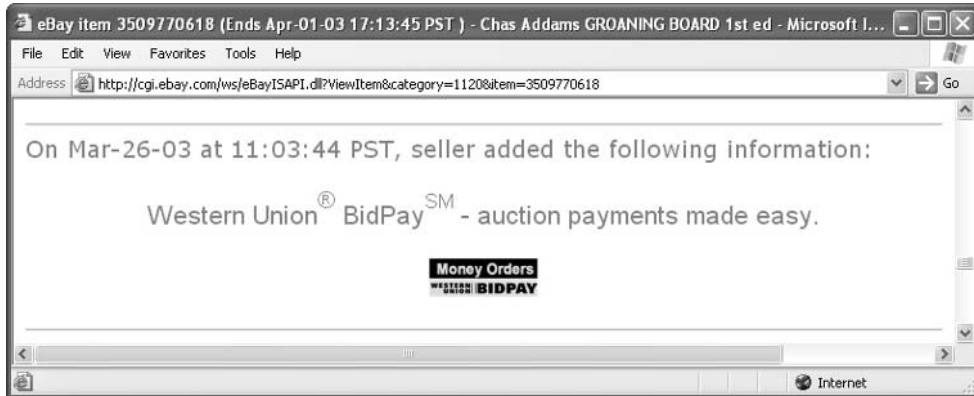 eBay item 3509770618 (Ends Apr-01-03 17:13:45 PST ) - Chas Addams GROANING BOARD 1st ed - Microsoft I...
File Edit View Favorites Tools Help
Address http://cgi.ebay.com/ws/eBayISAPI.dll?ViewItem&category=1120&item=3509770618 Go
On Mar-26-03 at 11:03:44 PST, seller added the following information:
Western Union® BidPay℠ - auction payments made easy.
Money Orders
WESTERN UNION BIDPAY
Internet